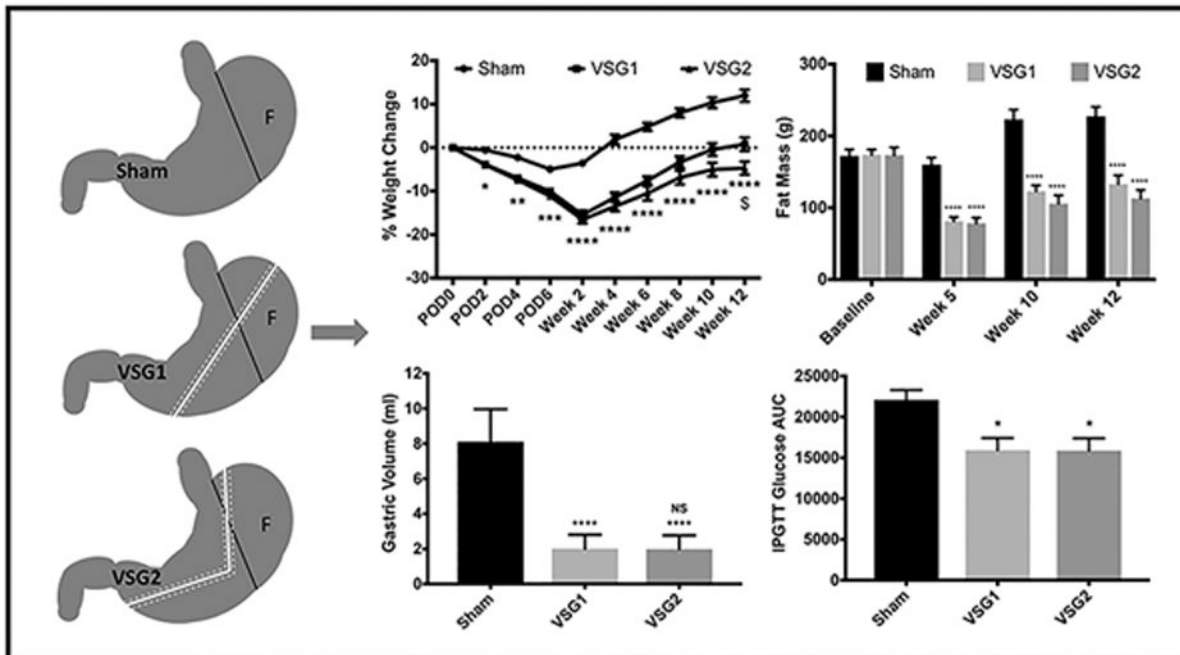 F
Sham
F
VSG1
F
VSG2
% Weight Change
20
10
0
-10
-20
-30
Sham
VSG1
VSG2
*
**
***
****
****
****
****
****
****
$
POD0
POD2
POD4
POD6
Week 2
Week 4
Week 6
Week 8
Week 10
Week 12
Fat Mass (g)
300
200
100
0
Sham
VSG1
VSG2
**** ****
**** ****
**** ****
Baseline
Week 5
Week 10
Week 12
Gastric Volume (ml)
12
10
8
6
4
2
0
****
NS
****
Sham
VSG1
VSG2
IPGTT Glucose AUC
25000
20000
15000
10000
5000
0
*
*
Sham
VSG1
VSG2